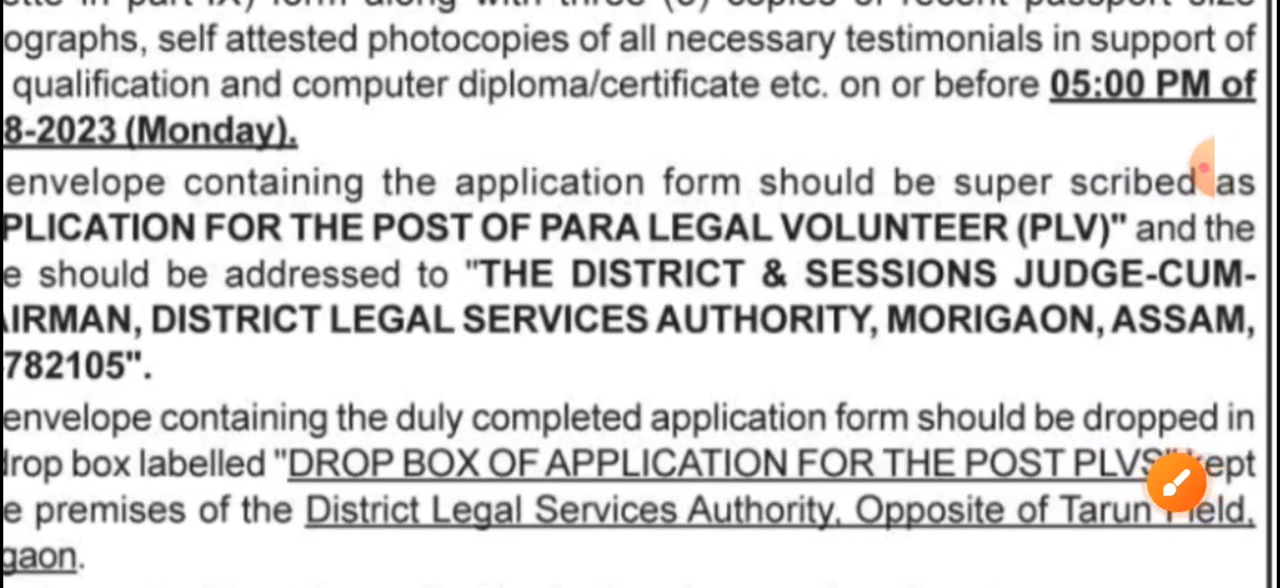 ographs, self attested photocopies of all necessary testimonials in support of
qualification and computer diploma/certificate etc. on or before 05:00 PM of
8-2023 (Monday).
envelope containing the application form should be super scribed as
PLICATION FOR THE POST OF PARA LEGAL VOLUNTEER (PLV)" and the
e should be addressed to "THE DISTRICT & SESSIONS JUDGE-CUM-
AIRMAN, DISTRICT LEGAL SERVICES AUTHORITY, MORIGAON, ASSAM,
782105".
envelope containing the duly completed application form should be dropped in
drop box labelled "DROP BOX OF APPLICATION FOR THE POST PLVS" kept
e premises of the District Legal Services Authority, Opposite of Tarun Field,
gaon.